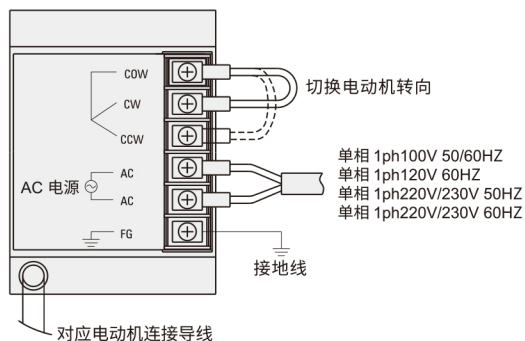 COW
CW
CCW
AC 电源
AC
AC
FG
切换电动机转向
单相 1ph100V 50/60HZ
单相 1ph120V 60HZ
单相 1ph220V/230V 50HZ
单相 1ph220V/230V 60HZ
接地线
对应电动机连接导线